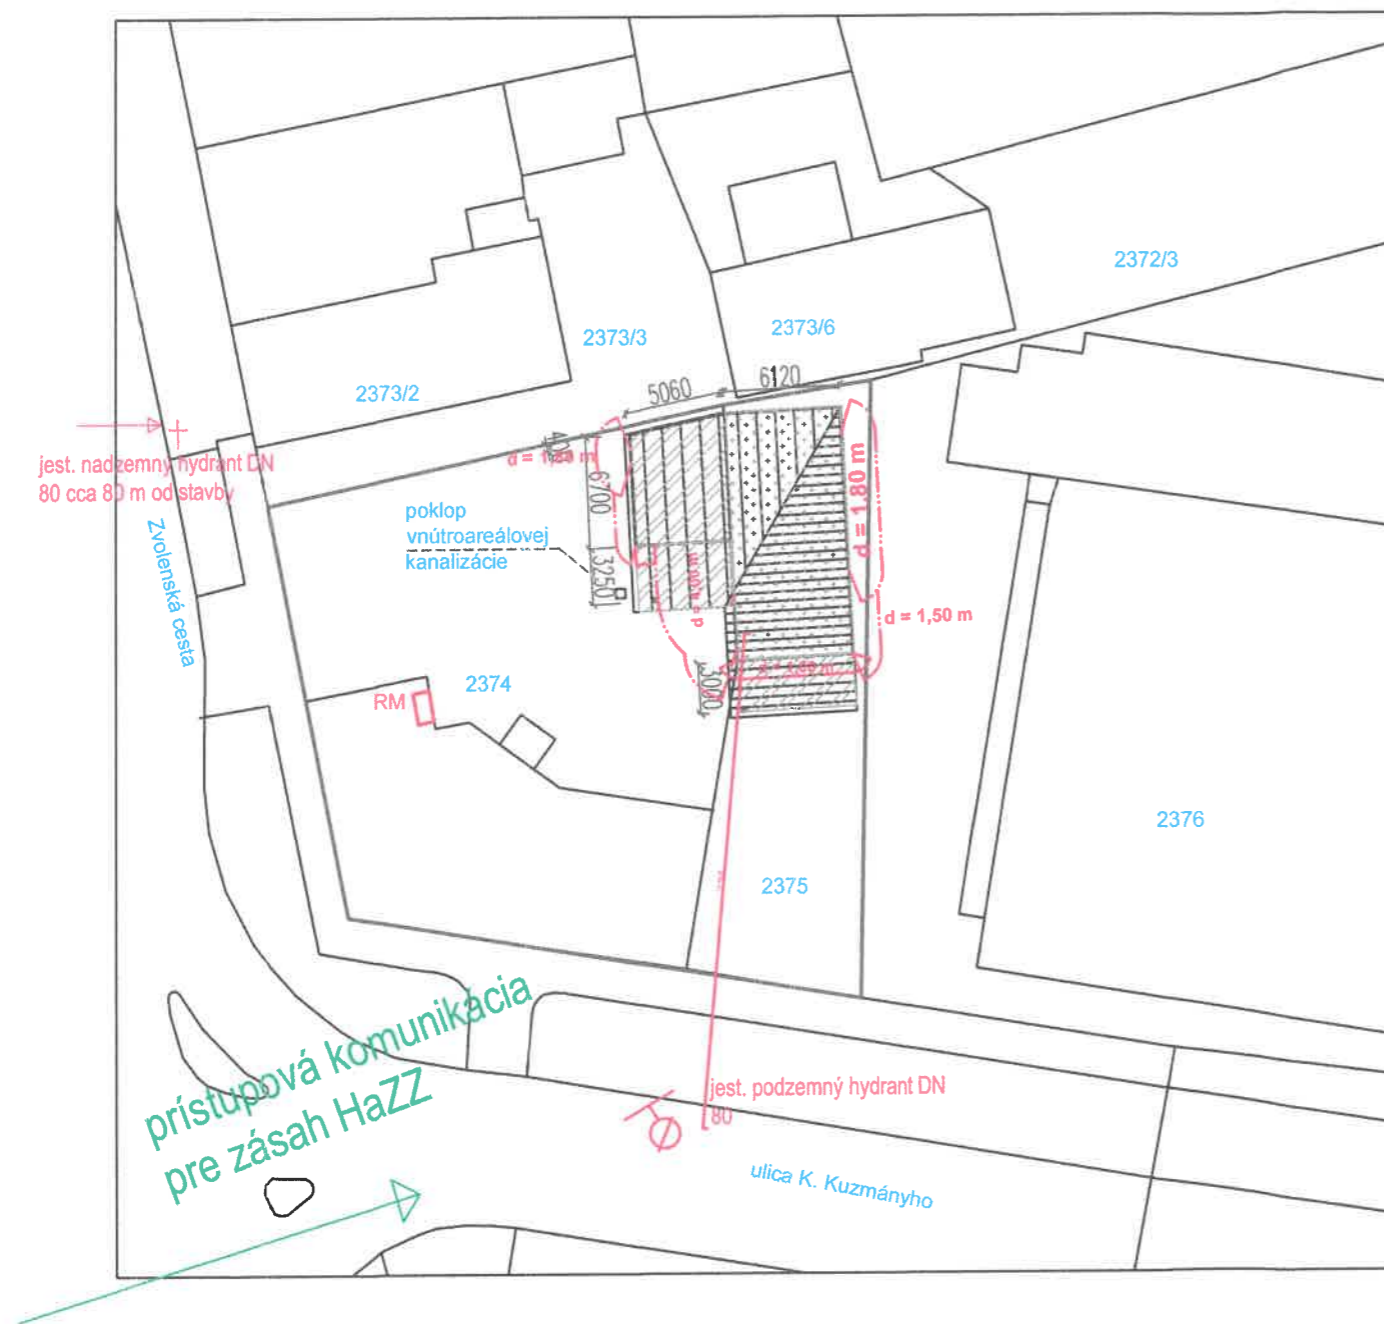 2372/3
2373/3
2373/6
2373/2
5060
6120
jest. nadzemný hydrant DN
80 cca 80 m od stavby
d = 1,80 m
6700
3250
d = 1.80 m
poklop
vnútroareálovej
kanalizácie
Zvolenská cesta
d = 1,50 m
3000
2374
RM
2376
2375
prístupová komunikácia
pre zásah HaZZ
jest. podzemný hydrant DN
80
ulica K. Kuzmányho